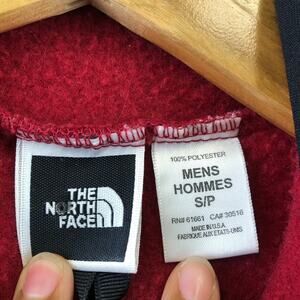 THE
NORTH
FACE
100% POLYESTER
MENS
HOMMES
S/P
RN# 61661 CA# 30516
MADE IN U.S.A.
FABRIQUE AUX ETATS-UNIS